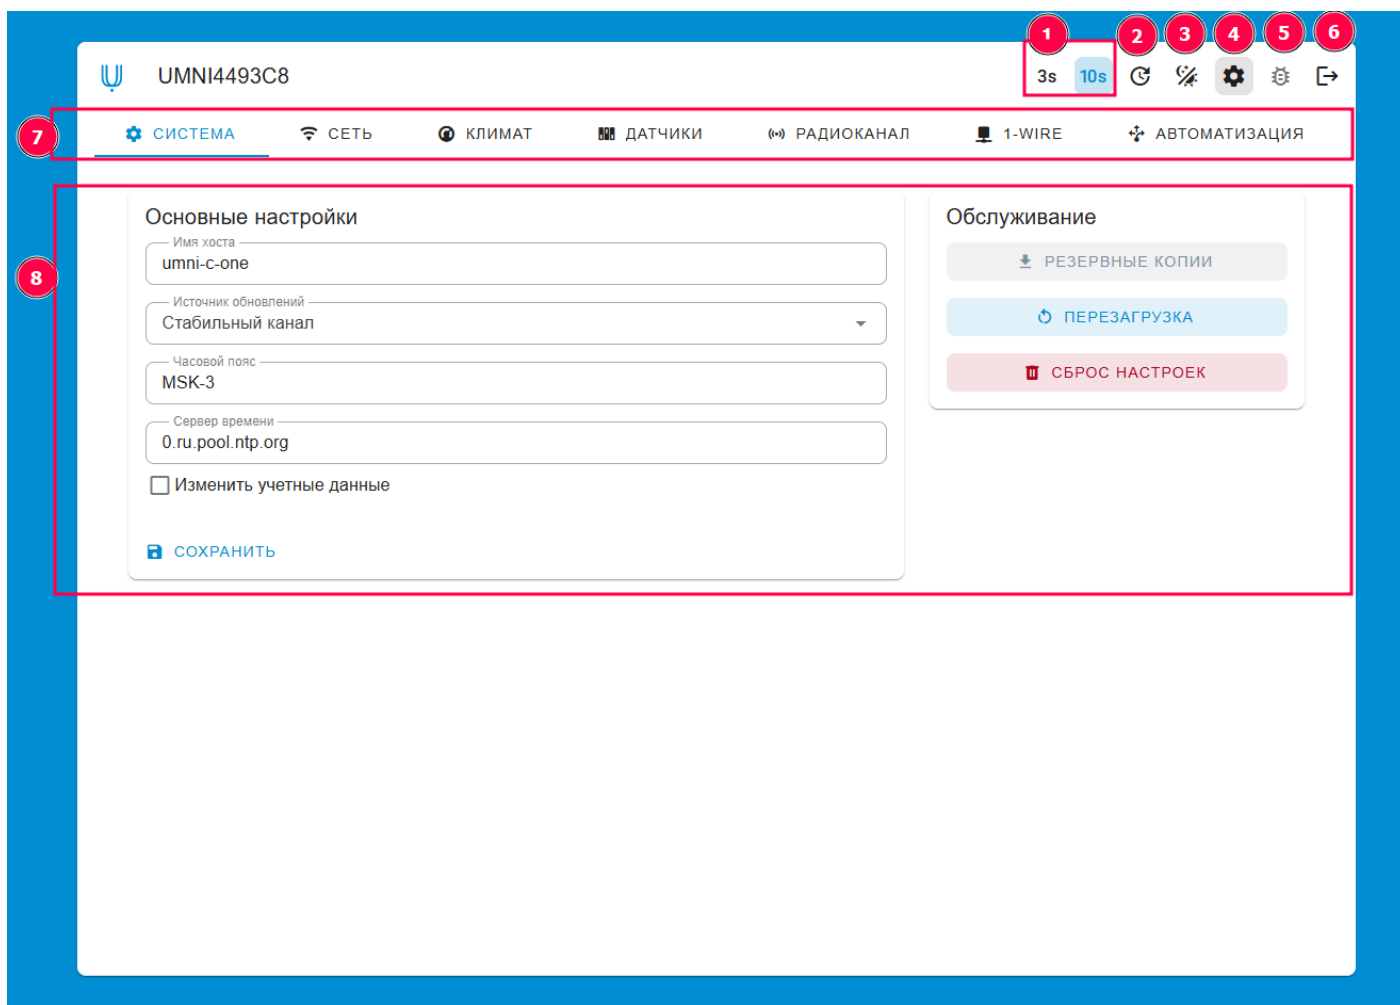 1 2 3 4 5 6
UMNI4493C8 3s 10s
7 СИСТЕМА СЕТЬ КЛИМАТ ДАТЧИКИ РАДИОКАНАЛ 1-WIRE АВТОМАТИЗАЦИЯ
8
Основные настройки
Имя хоста
umni-c-one
Источник обновлений
Стабильный канал
Часовой пояс
MSK-3
Сервер времени
0.ru.pool.ntp.org
Изменить учетные данные
СОХРАНИТЬ
Обслуживание
РЕЗЕРВНЫЕ КОПИИ
ПЕРЕЗАГРУЗКА
СБРОС НАСТРОЕК